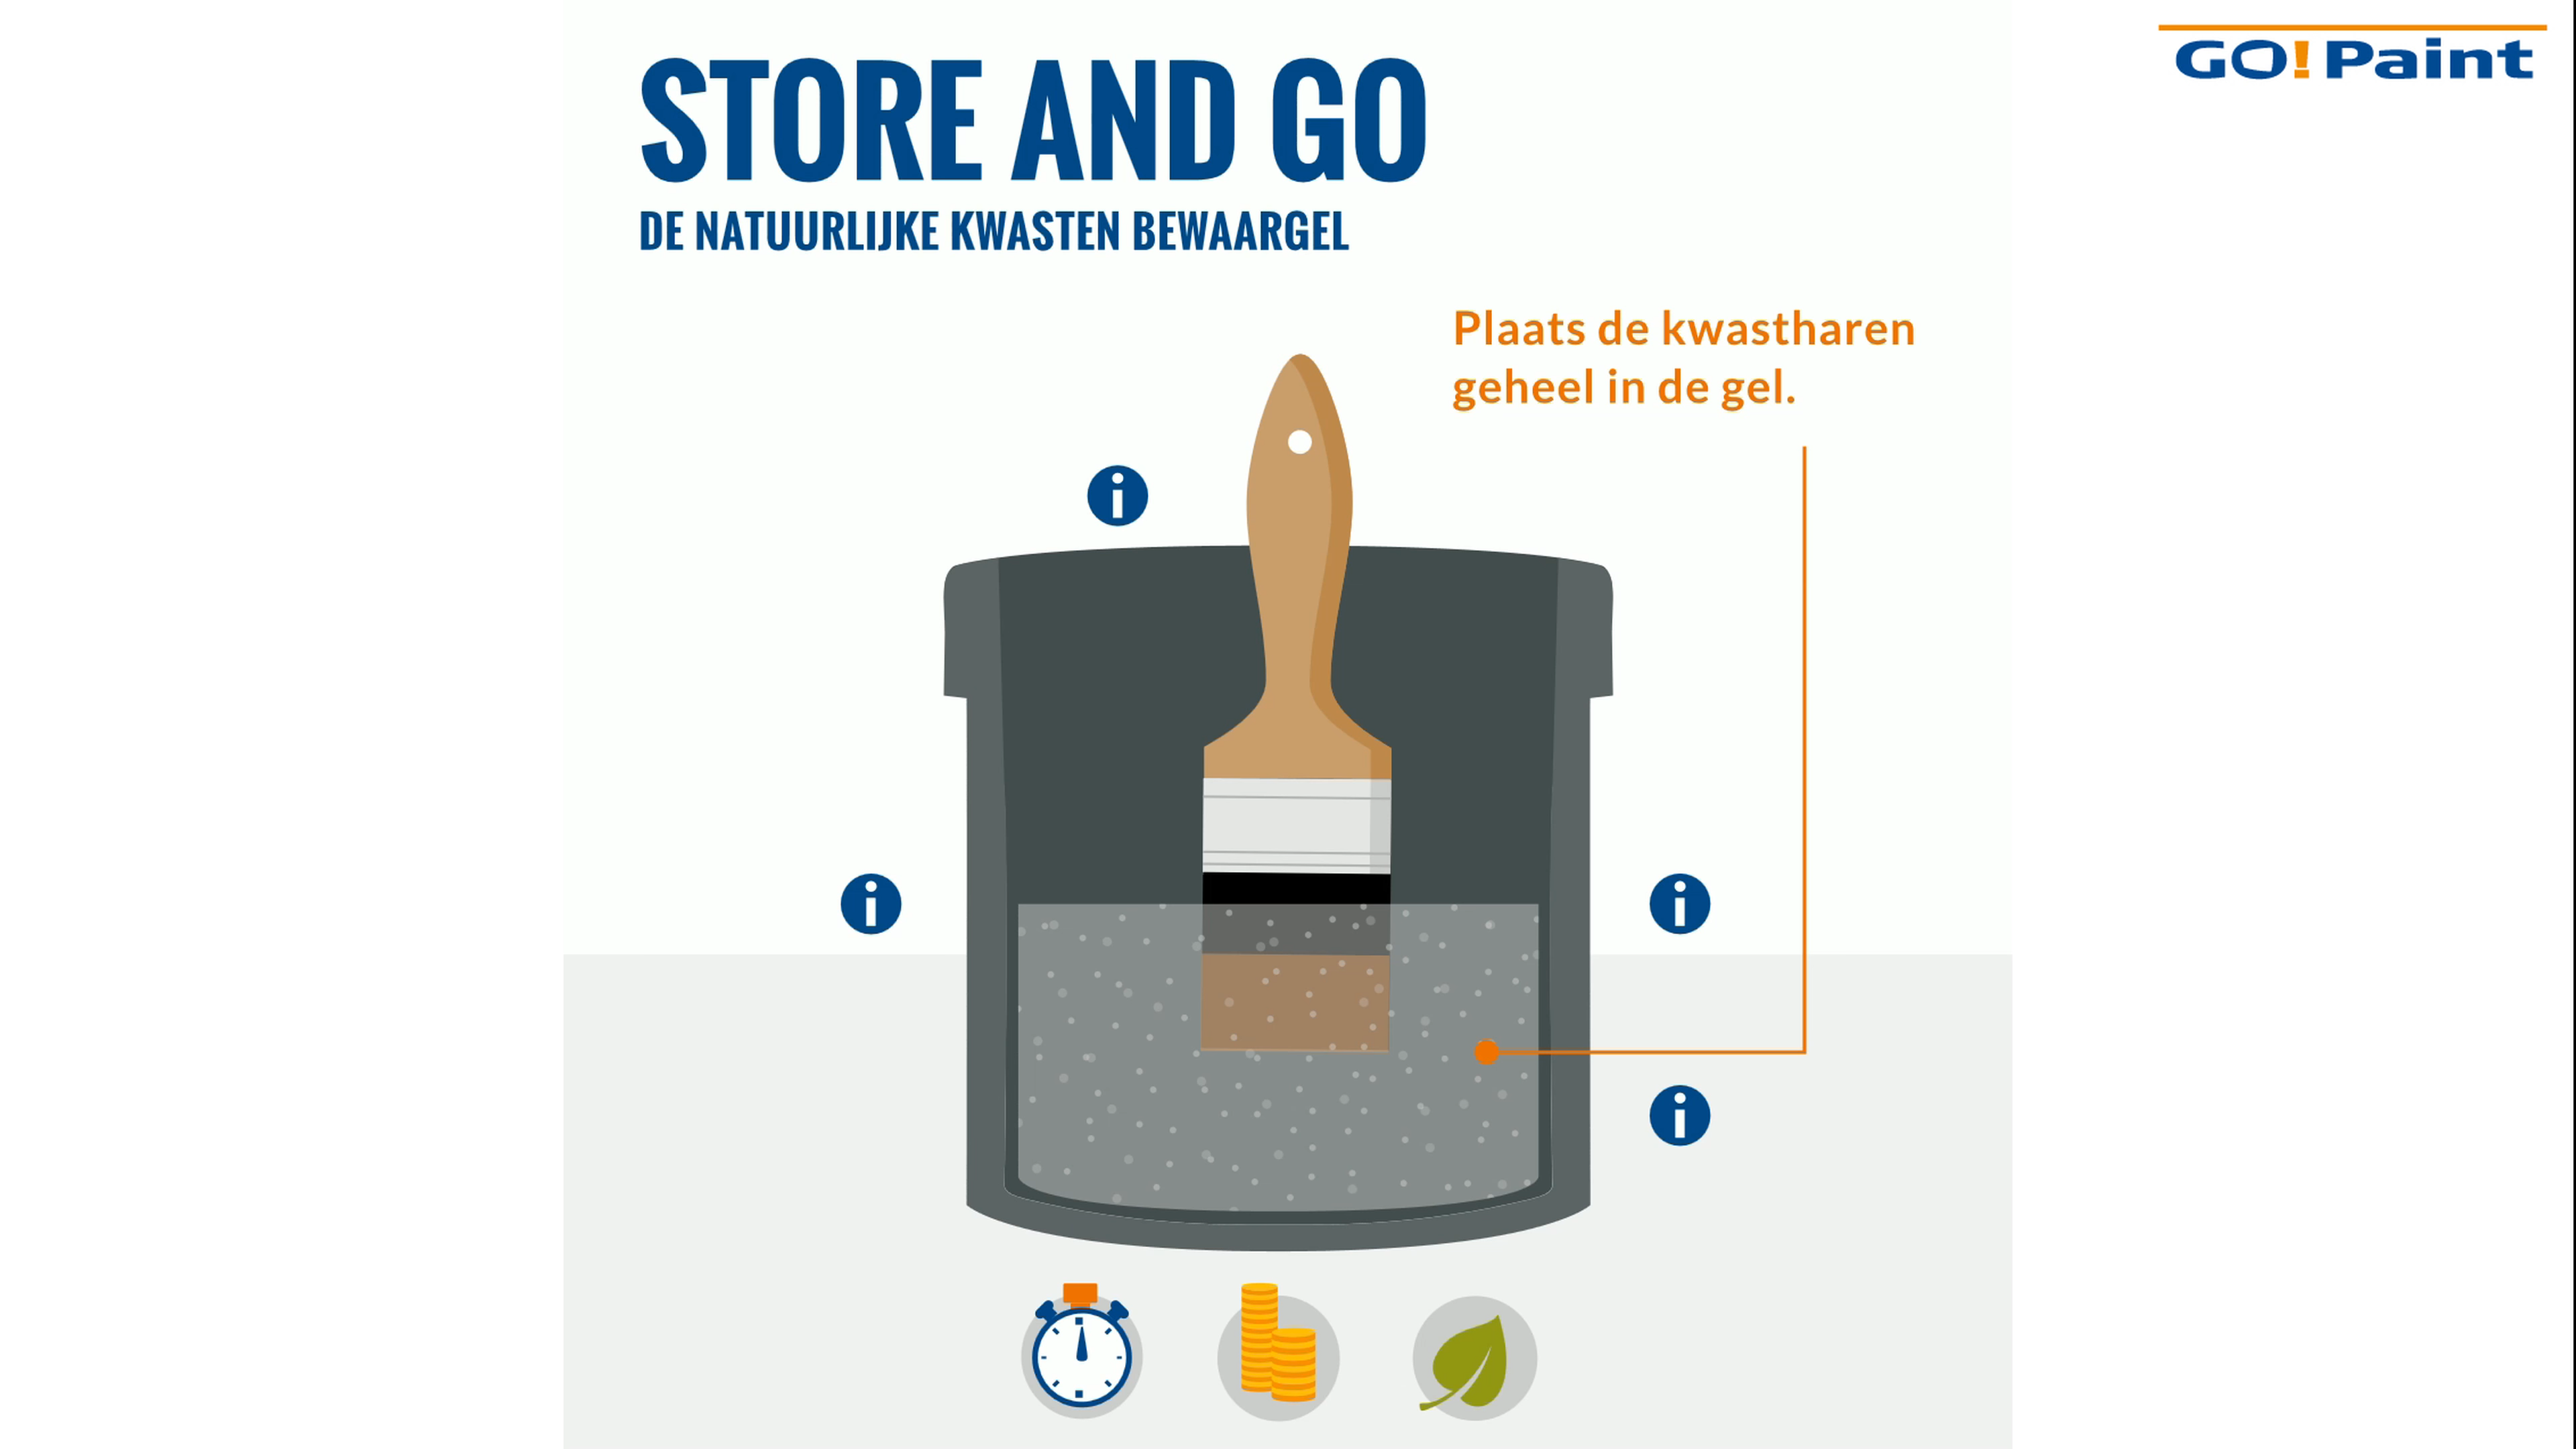 GO!Paint
STORE AND GO
DE NATUURLIJKE KWASTEN BEWAARGEL
Plaats de kwastharen
geheel in de gel.
i
i
i
i